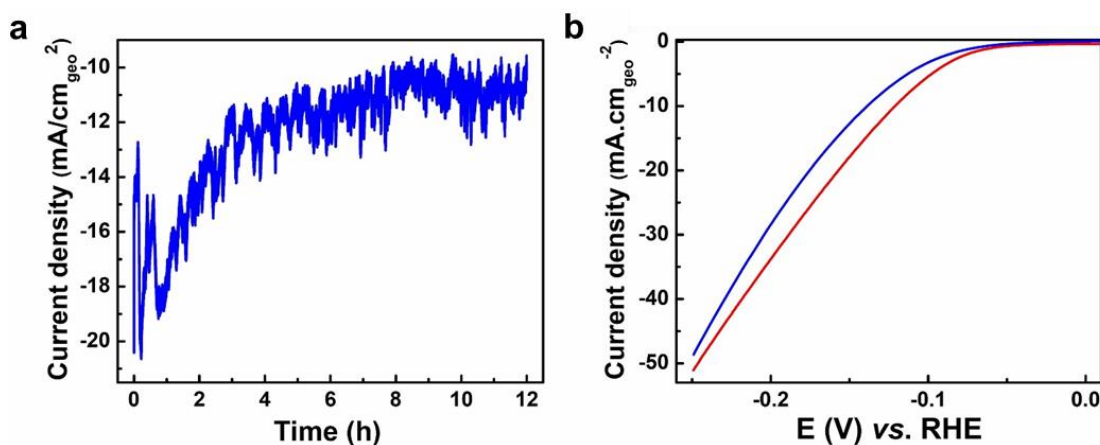 a
Current density (mA/cm_geo^2)
-10
-12
-14
-16
-18
-20
0 2 4 6 8 10 12
Time (h)
b
Current density (mA.cm_geo^-2)
0
-10
-20
-30
-40
-50
-0.2 -0.1 0.0
E (V) vs. RHE